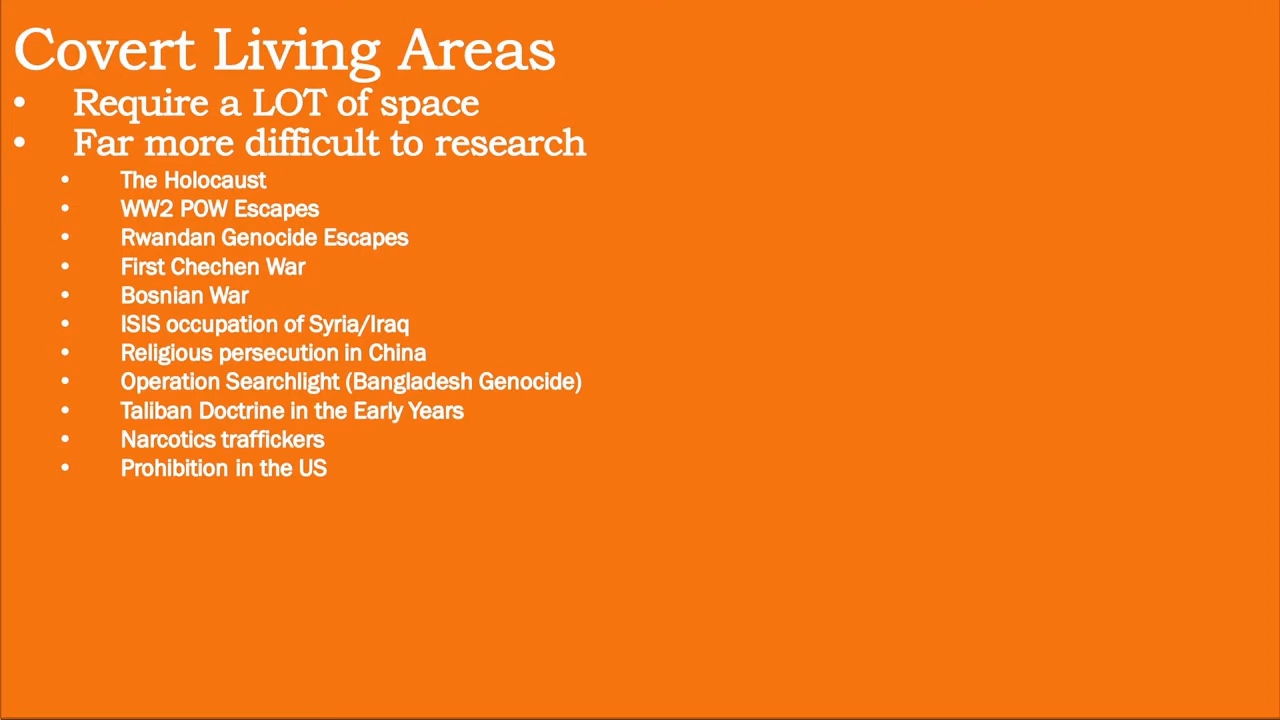 Covert Living Areas
• Require a LOT of space
• Far more difficult to research
• The Holocaust
• WW2 POW Escapes
• Rwandan Genocide Escapes
• First Chechen War
• Bosnian War
• ISIS occupation of Syria/Iraq
• Religious persecution in China
• Operation Searchlight (Bangladesh Genocide)
• Taliban Doctrine in the Early Years
• Narcotics traffickers
• Prohibition in the US